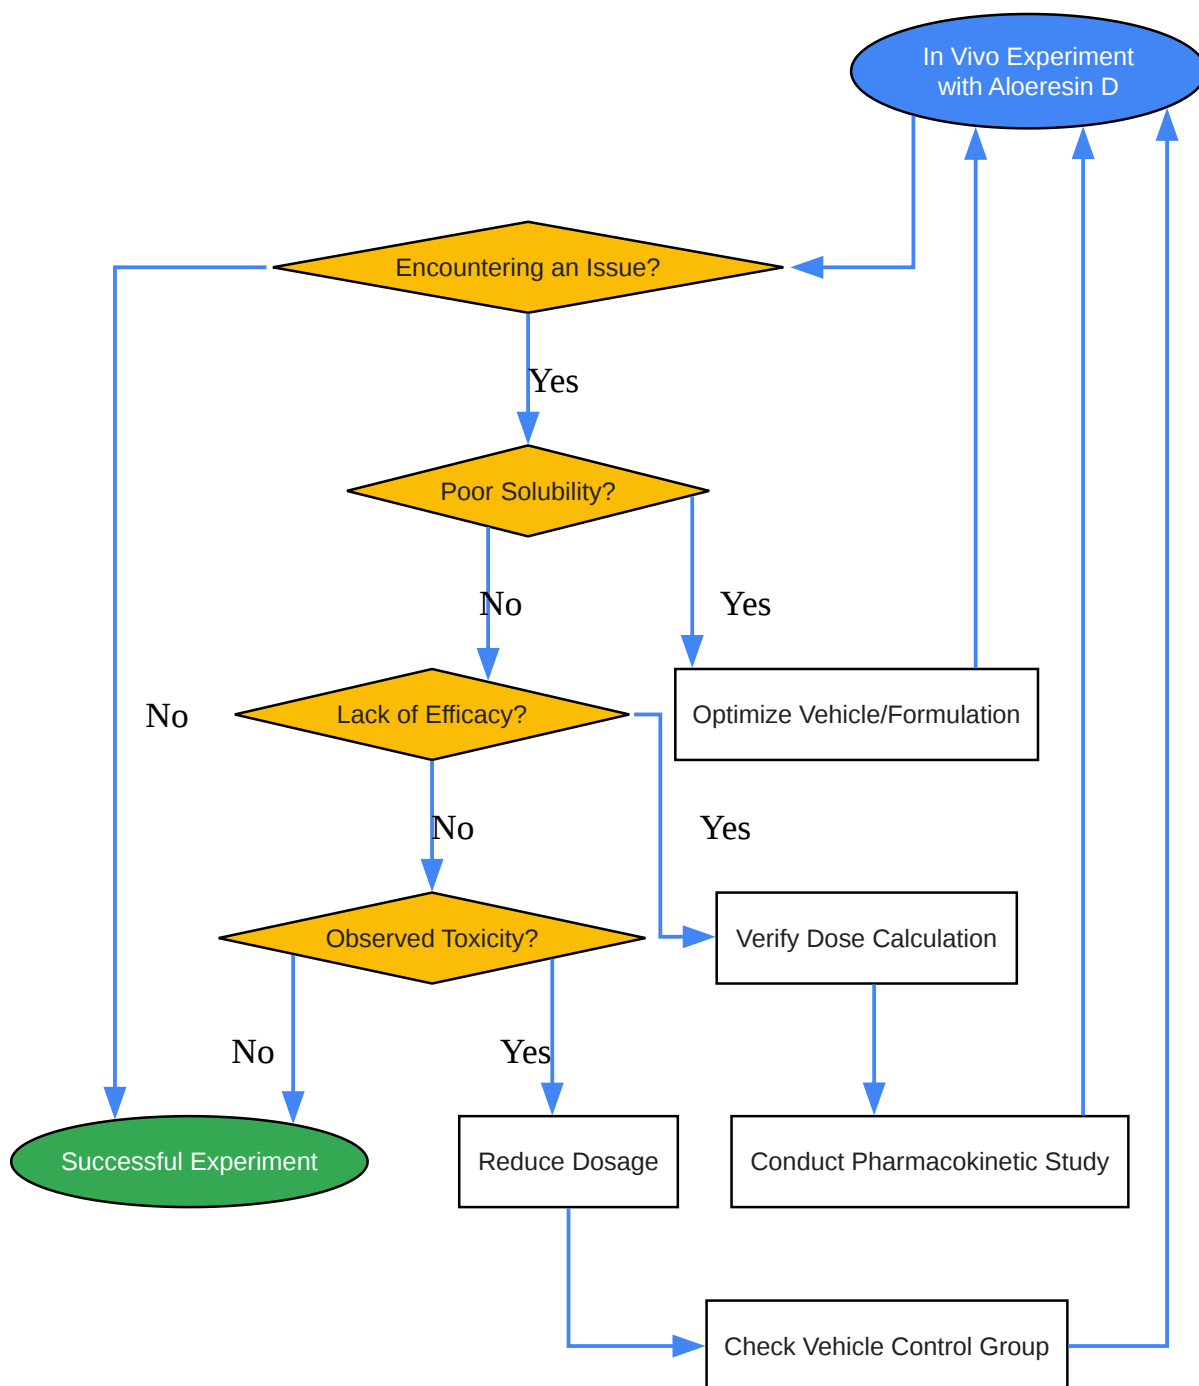 In Vivo Experiment
with Aloeresin D
Encountering an Issue?
Yes
Poor Solubility?
No
Yes
Lack of Efficacy?
No
Optimize Vehicle/Formulation
No
Yes
Observed Toxicity?
Verify Dose Calculation
No
Yes
Successful Experiment
Reduce Dosage
Conduct Pharmacokinetic Study
Check Vehicle Control Group